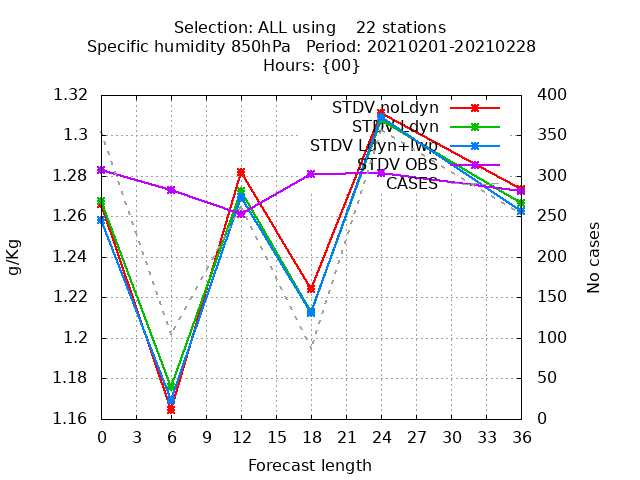 Selection: ALL using    22 stations
Specific humidity 850hPa   Period: 20210201-20210228
Hours: {00}
1.32
1.3
1.28
1.26
1.24
1.22
1.2
1.18
1.16
g/Kg
STDV noLdyn
STDV Ldyn
STDV Ldyn+lwp
STDV OBS
CASES
400
350
300
250
200
150
100
50
0
No cases
0 3 6 9 12 15 18 21 24 27 30 33 36
Forecast length